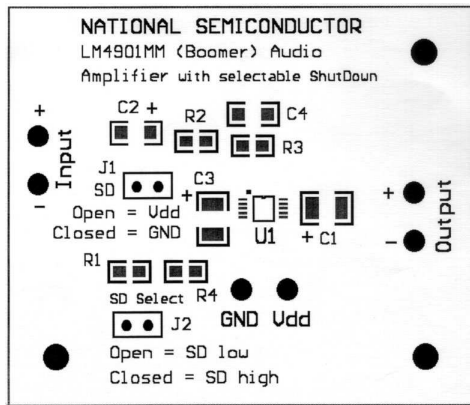 NATIONAL SEMICONDUCTOR
LM4901MM (Boomer) Audio
Amplifier with selectable ShutDown
C2 +
C4
R2
R3
+
Input
-
J1
SD
Open = Vdd
Closed = GND
C3
+
U1
+ C1
+
Output
-
R1
R4
SD Select
GND Vdd
J2
Open = SD low
Closed = SD high